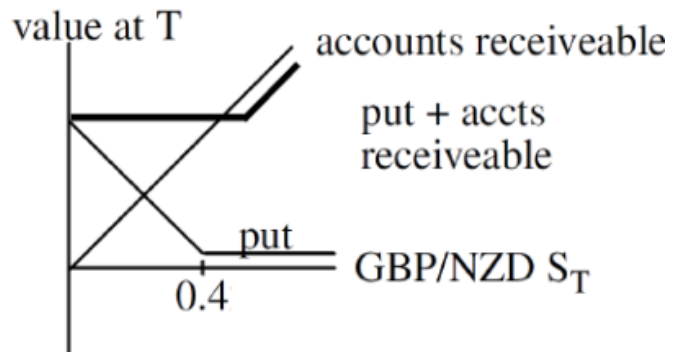 value at T
accounts receiveable
put + accts
receiveable
put
GBP/NZD S_T
0.4